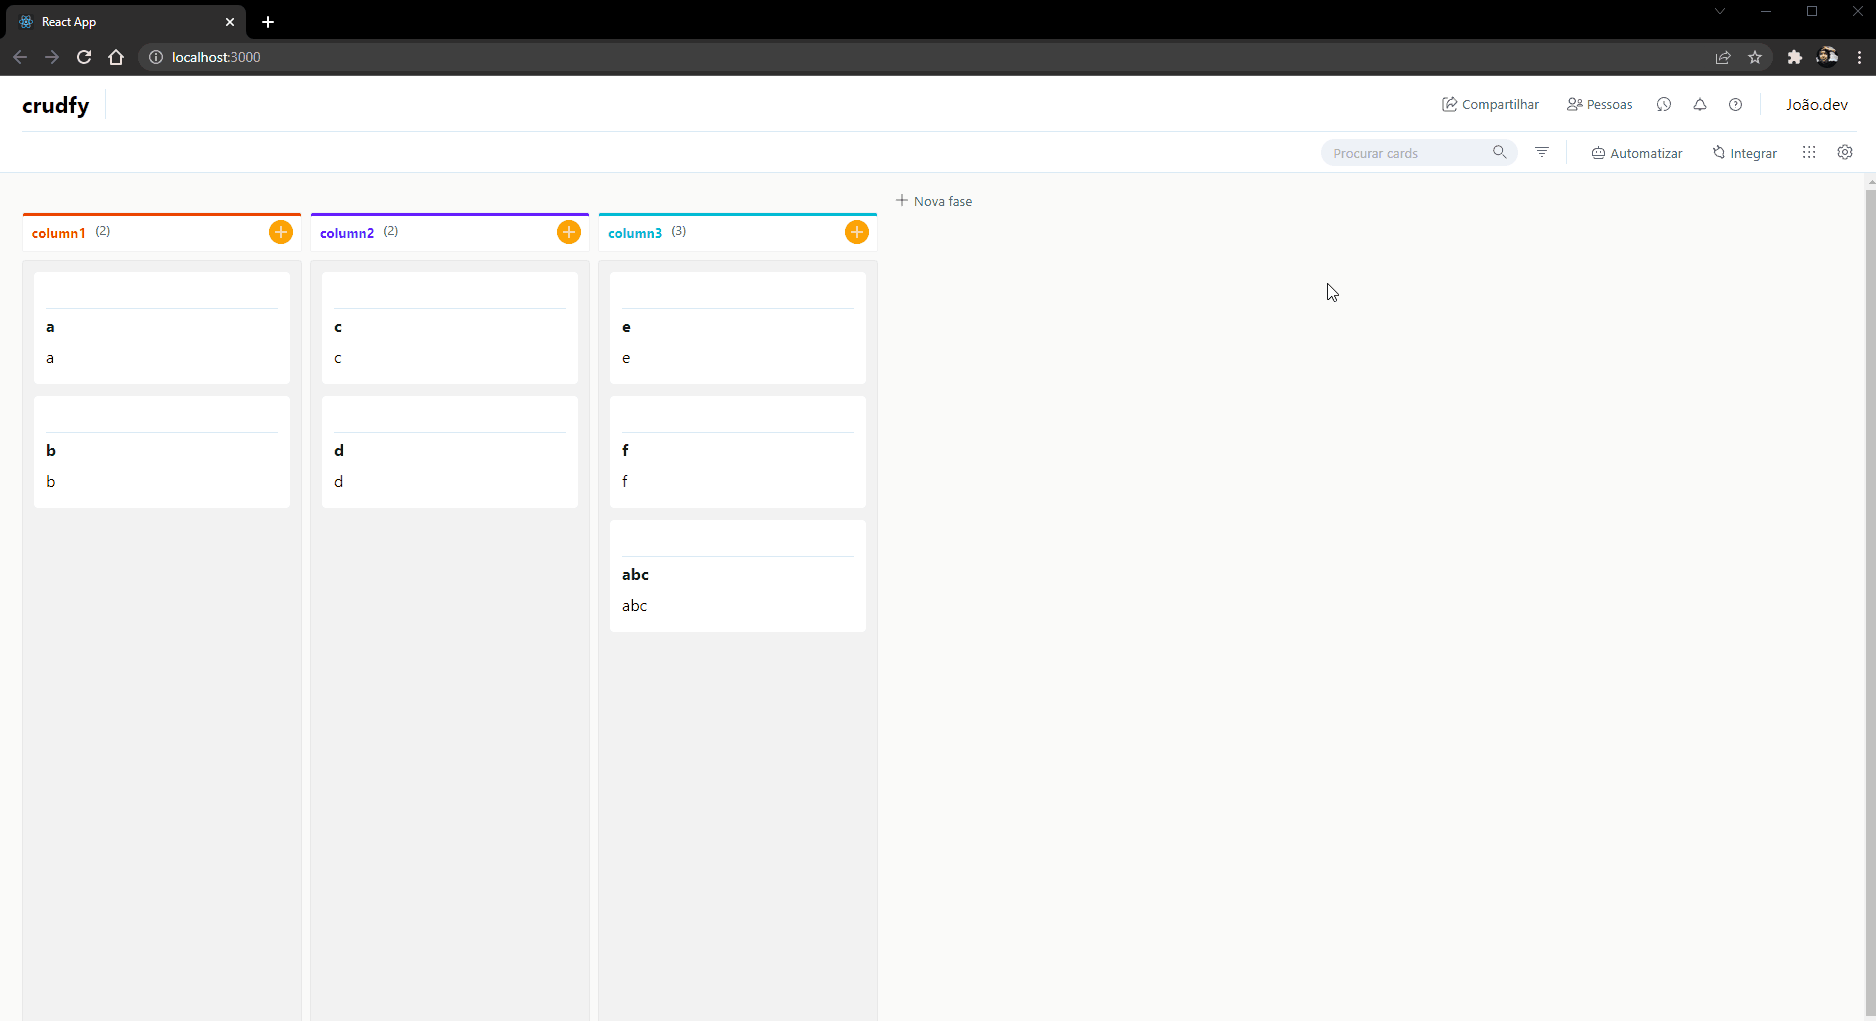 React App
localhost:3000
crudfy
Compartilhar
Pessoas
João.dev
Procurar cards
Automatizar
Integrar
Nova fase
column1 (2)
column2 (2)
column3 (3)
a
a
b
b
c
c
d
d
e
e
f
f
abc
abc